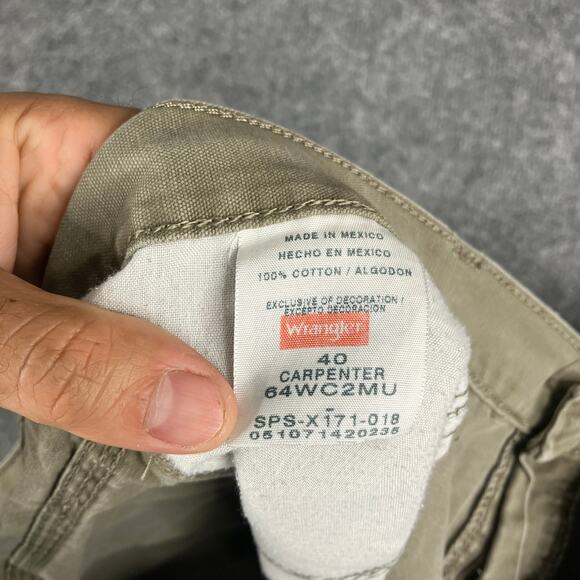 MADE IN MEXICO
HECHO EN MEXICO
100% COTTON / ALGODON
EXCLUSIVE OF DECORATION /
EXCEPTO DECORACION
Wrangler
40
CARPENTER
64WC2MU
SPS-X171-018
051071420235